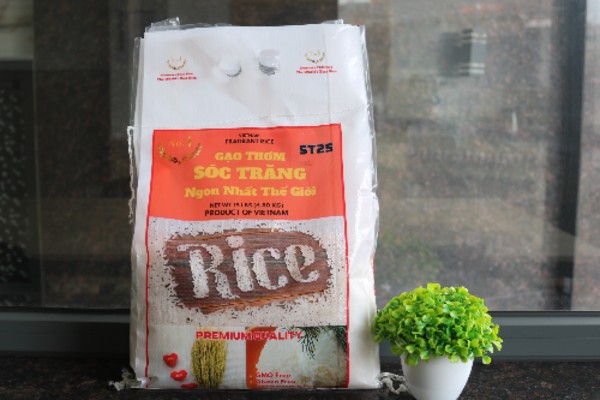 VIETNAM
FRAGRANT RICE
ST25
GẠO THƠM
SÓC TRĂNG
Ngon Nhất Thế Giới
PRODUCT OF VIETNAM
Rice
PREMIUM QUALITY
GMO Free
Gluten Free